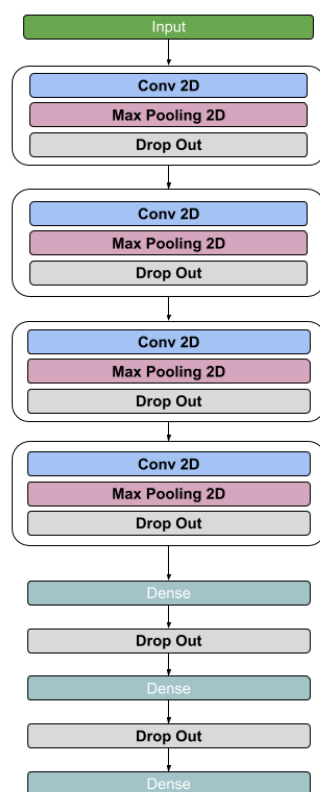 Input
Conv 2D
Max Pooling 2D
Drop Out
Conv 2D
Max Pooling 2D
Drop Out
Conv 2D
Max Pooling 2D
Drop Out
Conv 2D
Max Pooling 2D
Drop Out
Dense
Drop Out
Dense
Drop Out
Dense